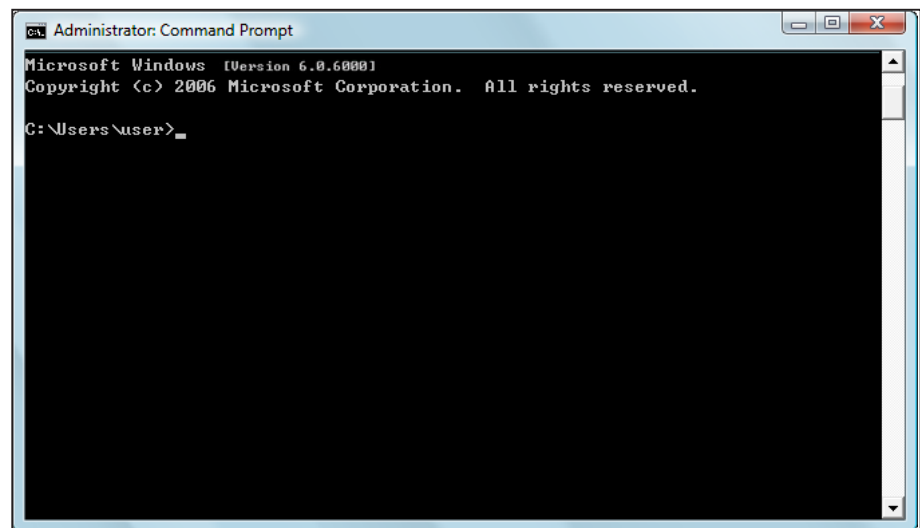 Administrator: Command Prompt
Microsoft Windows [Version 6.0.6000]
Copyright (c) 2006 Microsoft Corporation.  All rights reserved.
C:\Users\user>_